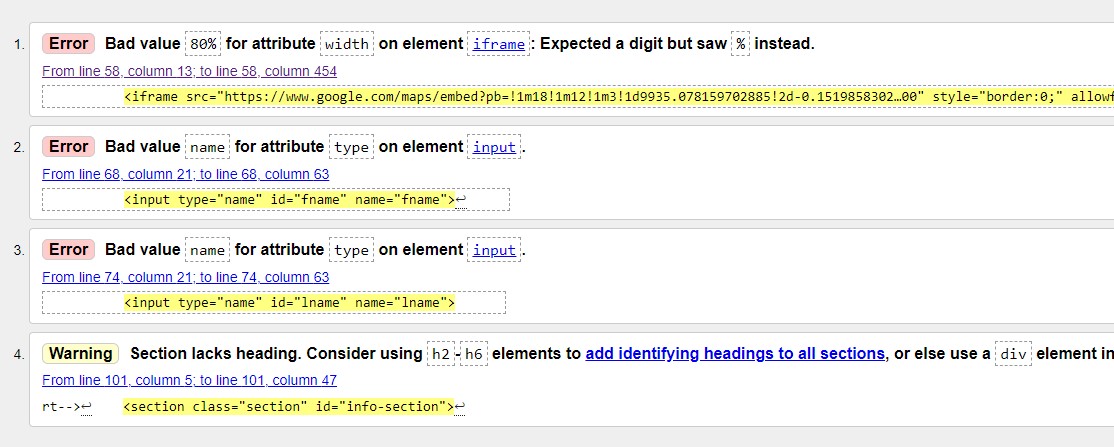 1. Error Bad value 80% for attribute width on element iframe: Expected a digit but saw % instead.
From line 58, column 13; to line 58, column 454
<iframe src="https://www.google.com/maps/embed?pb=!1m18!1m12!1m3!1d9935.078159702885!2d-0.1519858302…00" style="border:0;" allowf
2. Error Bad value name for attribute type on element input.
From line 68, column 21; to line 68, column 63
<input type="name" id="fname" name="fname">↩
3. Error Bad value name for attribute type on element input.
From line 74, column 21; to line 74, column 63
<input type="name" id="lname" name="lname">
4. Warning Section lacks heading. Consider using h2-h6 elements to add identifying headings to all sections, or else use a div element in
From line 101, column 5; to line 101, column 47
rt-->↩ <section class="section" id="info-section">↩